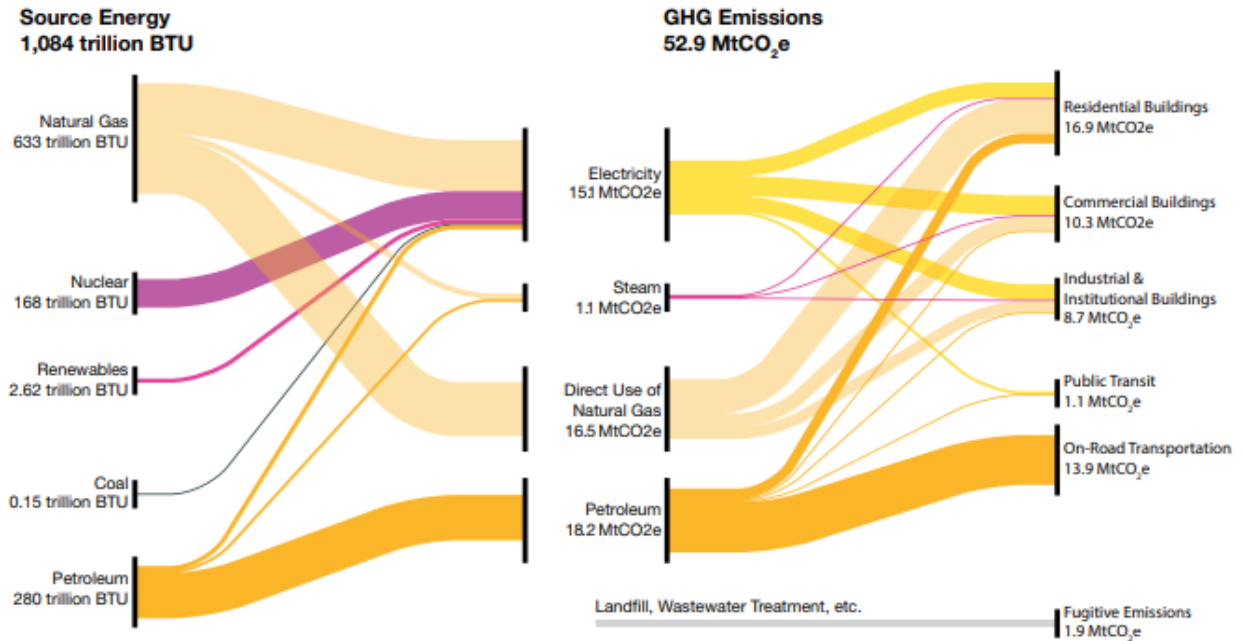 Source Energy
1,084 trillion BTU
Natural Gas
633 trillion BTU
Nuclear
168 trillion BTU
Renewables
2.62 trillion BTU
Coal
0.15 trillion BTU
Petroleum
280 trillion BTU
GHG Emissions
52.9 MtCO₂e
Electricity
15.1 MtCO2e
Steam
1.1 MtCO2e
Direct Use of
Natural Gas
16.5 MtCO2e
Petroleum
18.2 MtCO2e
Landfill, Wastewater Treatment, etc.
Residential Buildings
16.9 MtCO2e
Commercial Buildings
10.3 MtCO2e
Industrial &
Institutional Buildings
8.7 MtCO₂e
Public Transit
1.1 MtCO₂e
On-Road Transportation
13.9 MtCO₂e
Fugitive Emissions
1.9 MtCO₂e